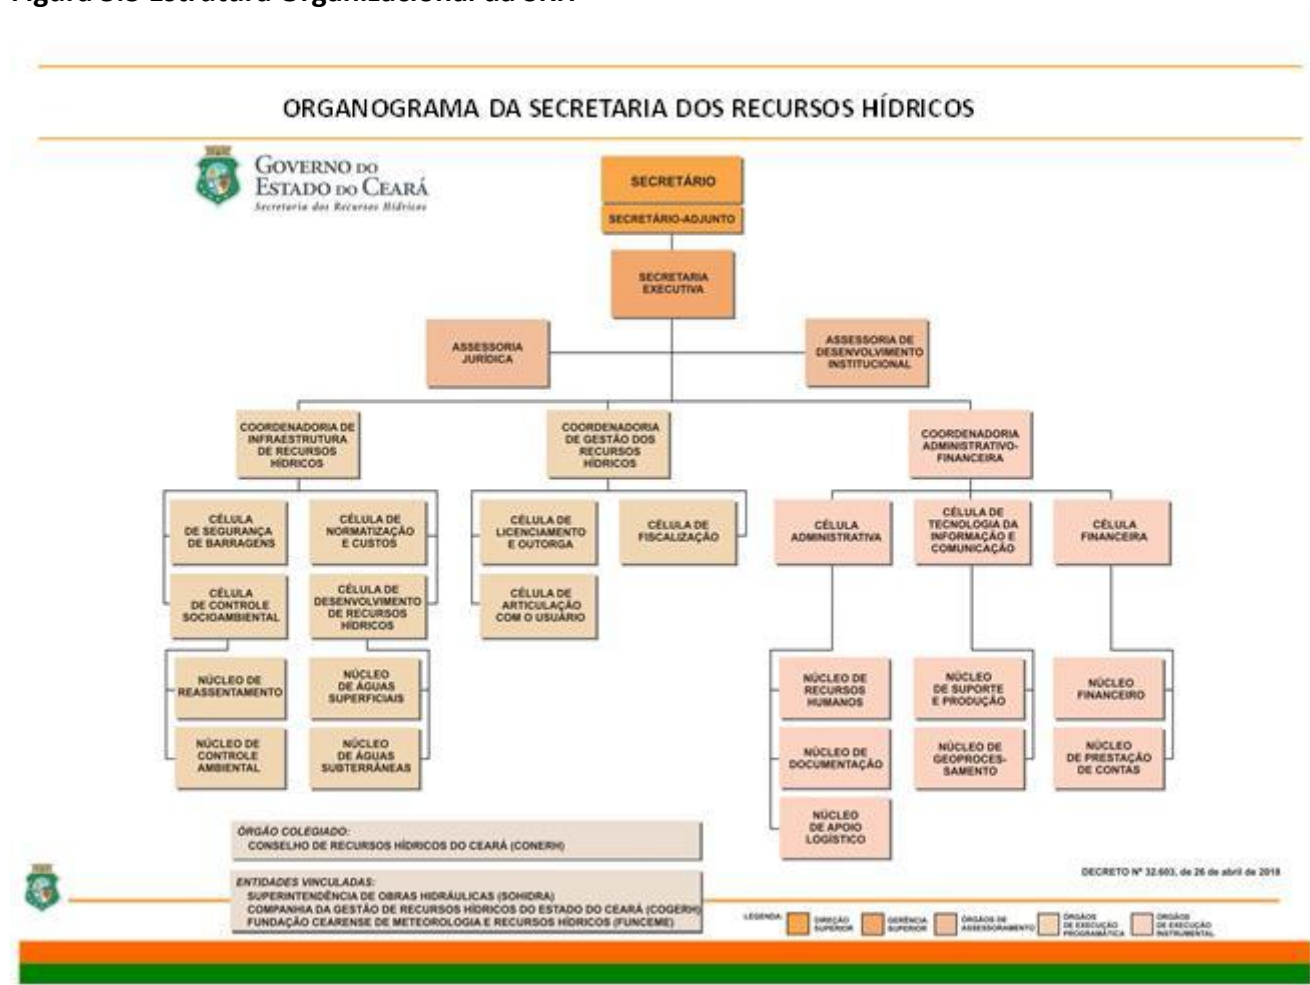 ORGANOGRAMA DA SECRETARIA DOS RECURSOS HÍDRICOS
GOVERNO DO
ESTADO DO CEARÁ
Secretaria dos Recursos Hídricos
SECRETÁRIO
SECRETÁRIO-ADJUNTO
SECRETARIA
EXECUTIVA
ASSESSORIA
JURÍDICA
ASSESSORIA DE
DESENVOLVIMENTO
INSTITUCIONAL
COORDENADORIA DE
INFRAESTRUTURA
DE RECURSOS
HÍDRICOS
COORDENADORIA
DE GESTÃO DOS
RECURSOS
HÍDRICOS
COORDENADORIA
ADMINISTRATIVO-
FINANCEIRA
CÉLULA
DE SEGURANÇA
DE BARRAGENS
CÉLULA DE
NORMATIZAÇÃO
E CUSTOS
CÉLULA DE
LICENCIAMENTO
E OUTORGA
CÉLULA DE
FISCALIZAÇÃO
CÉLULA
ADMINISTRATIVA
CÉLULA DE
TECNOLOGIA DA
INFORMAÇÃO E
COMUNICAÇÃO
CÉLULA
FINANCEIRA
CÉLULA
DE CONTROLE
SOCIOAMBIENTAL
CÉLULA DE
DESENVOLVIMENTO
DE RECURSOS
HÍDRICOS
CÉLULA DE
ARTICULAÇÃO
COM O USUÁRIO
NÚCLEO DE
REASSENTAMENTO
NÚCLEO
DE ÁGUAS
SUPERFICIAIS
NÚCLEO DE
RECURSOS
HUMANOS
NÚCLEO
DE SUPORTE
E PRODUÇÃO
NÚCLEO
FINANCEIRO
NÚCLEO DE
CONTROLE
AMBIENTAL
NÚCLEO
DE ÁGUAS
SUBTERRÂNEAS
NÚCLEO DE
DOCUMENTAÇÃO
NÚCLEO DE
GEOPROCES-
SAMENTO
NÚCLEO
DE PRESTAÇÃO
DE CONTAS
NÚCLEO
DE APOIO
LOGÍSTICO
ÓRGÃO COLEGIADO:
CONSELHO DE RECURSOS HÍDRICOS DO CEARÁ (CONERH)
ENTIDADES VINCULADAS:
SUPERINTENDÊNCIA DE OBRAS HIDRÁULICAS (SOHIDRA)
COMPANHIA DA GESTÃO DE RECURSOS HÍDRICOS DO ESTADO DO CEARÁ (COGERH)
FUNDAÇÃO CEARENSE DE METEOROLOGIA E RECURSOS HÍDRICOS (FUNCEME)
DECRETO Nº 32.603, de 26 de abril de 2018
LEGENDA:
DIREÇÃO
SUPERIOR
GERÊNCIA
SUPERIOR
ÓRGÃOS DE
ASSESSORAMENTO
ÓRGÃOS
DE EXECUÇÃO
PROGRAMÁTICA
ÓRGÃOS
DE EXECUÇÃO
INSTRUMENTAL